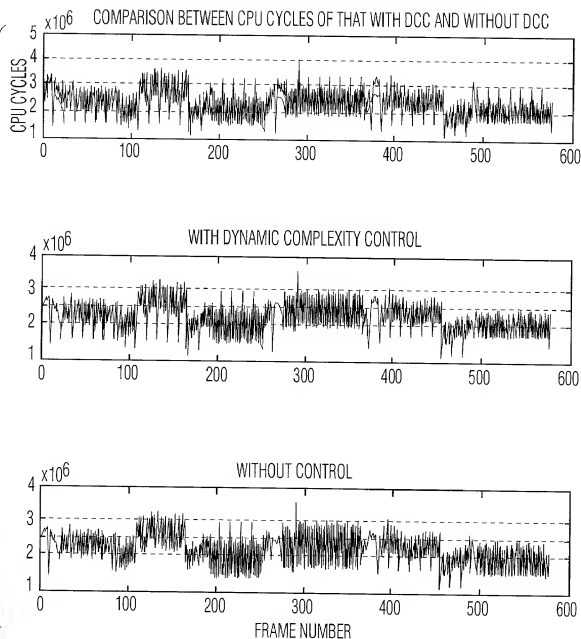 COMPARISON BETWEEN CPU CYCLES OF THAT WITH DCC AND WITHOUT DCC
x10^6
5
4
3
2
1
CPU CYCLES
0 100 200 300 400 500 600
WITH DYNAMIC COMPLEXITY CONTROL
x10^6
4
3
2
1
0 100 200 300 400 500 600
WITHOUT CONTROL
x10^6
4
3
2
1
0 100 200 300 400 500 600
FRAME NUMBER